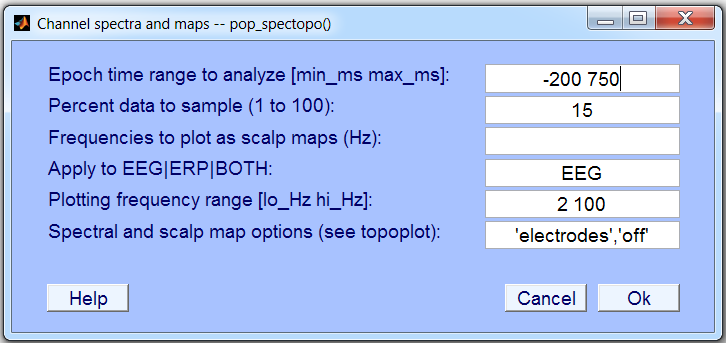 Channel spectra and maps -- pop_spectopo()
Epoch time range to analyze [min_ms max_ms]: -200 750
Percent data to sample (1 to 100): 15
Frequencies to plot as scalp maps (Hz):
Apply to EEG|ERP|BOTH: EEG
Plotting frequency range [lo_Hz hi_Hz]: 2 100
Spectral and scalp map options (see topoplot): 'electrodes','off'
Help Cancel Ok